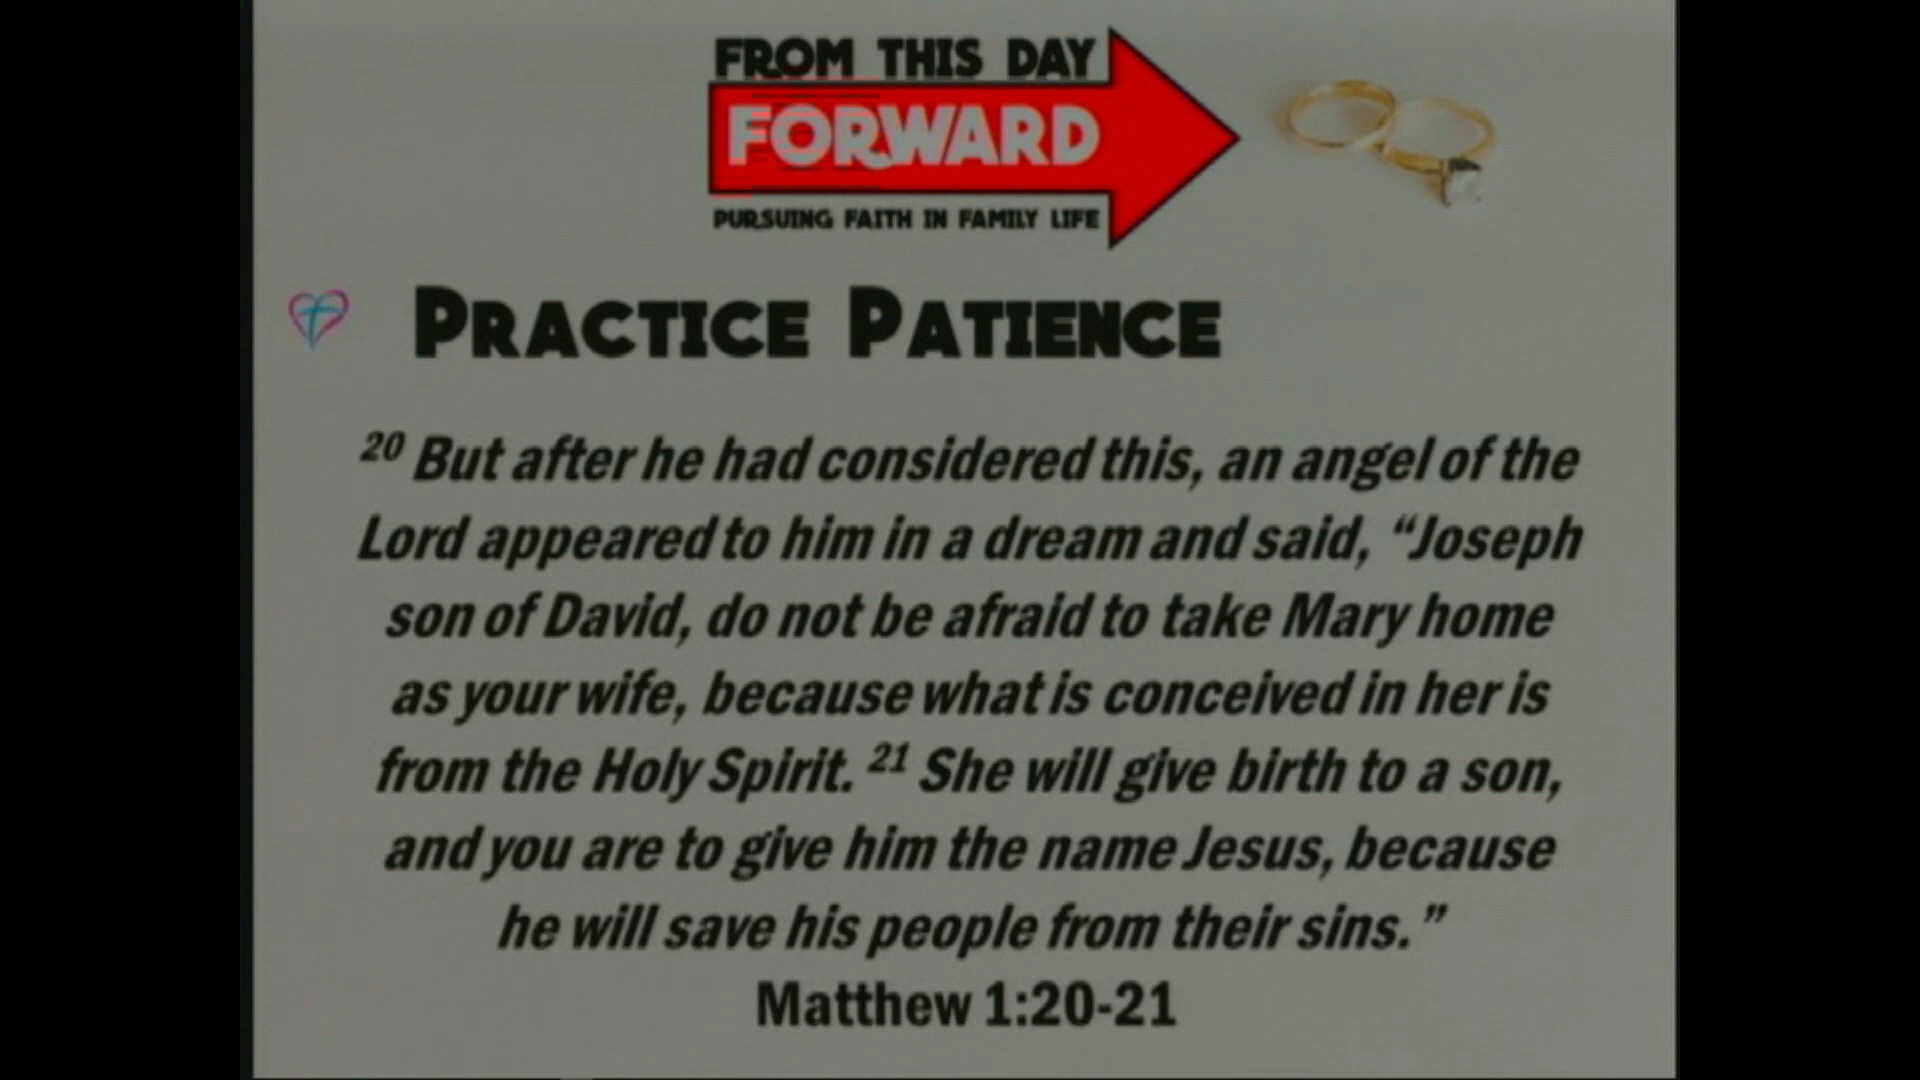 FROM THIS DAY
FORWARD
PURSUING FAITH IN FAMILY LIFE
PRACTICE PATIENCE
20 But after he had considered this, an angel of the
Lord appeared to him in a dream and said, “Joseph
son of David, do not be afraid to take Mary home
as your wife, because what is conceived in her is
from the Holy Spirit. 21 She will give birth to a son,
and you are to give him the name Jesus, because
he will save his people from their sins.”
Matthew 1:20-21